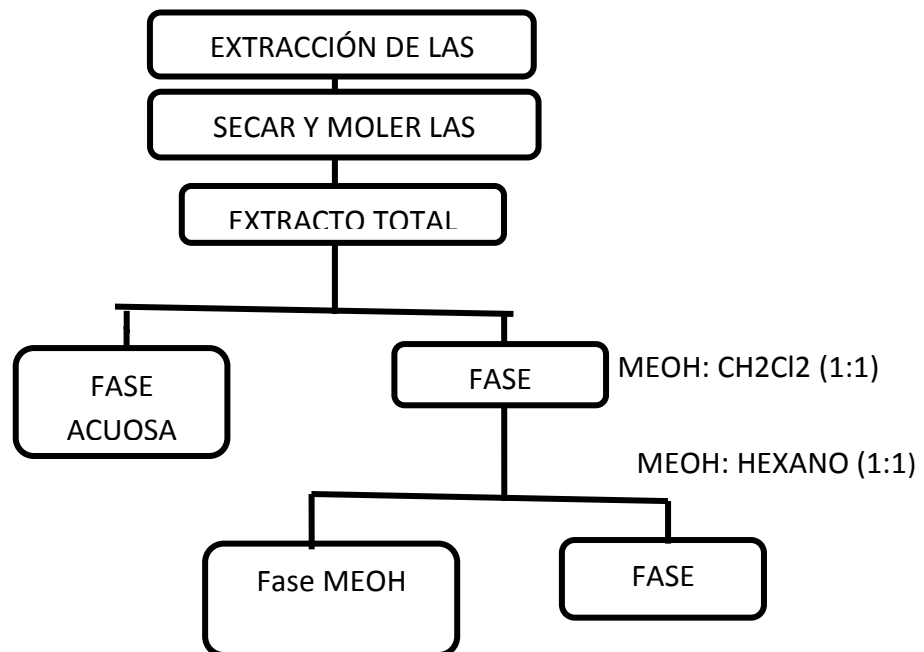 EXTRACCIÓN DE LAS
SECAR Y MOLER LAS
EXTRACTO TOTAL
FASE
ACUOSA
FASE
MEOH: CH2Cl2 (1:1)
MEOH: HEXANO (1:1)
Fase MEOH
FASE